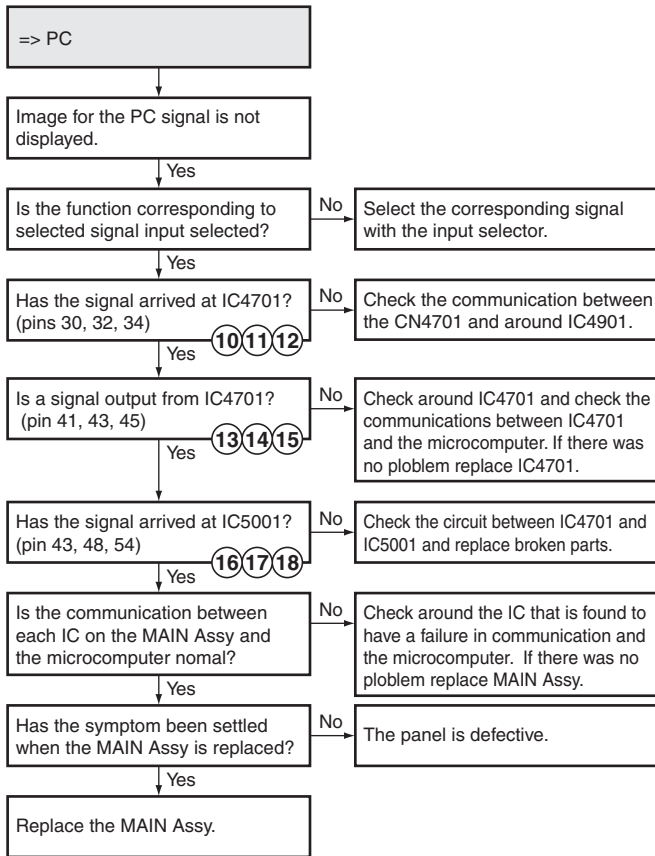 => PC
Image for the PC signal is not
displayed.
Yes
Is the function corresponding to
selected signal input selected?
No
Select the corresponding signal
with the input selector.
Yes
Has the signal arrived at IC4701?
(pins 30, 32, 34)
10 11 12
No
Check the communication between
the CN4701 and around IC4901.
Yes
Is a signal output from IC4701?
(pin 41, 43, 45)
13 14 15
No
Check around IC4701 and check the
communications between IC4701
and the microcomputer. If there was
no ploblem replace IC4701.
Yes
Has the signal arrived at IC5001?
(pin 43, 48, 54)
16 17 18
No
Check the circuit between IC4701 and
IC5001 and replace broken parts.
Yes
Is the communication between
each IC on the MAIN Assy and
the microcomputer nomal?
No
Check around the IC that is found to
have a failure in communication and
the microcomputer. If there was no
ploblem replace MAIN Assy.
Yes
Has the symptom been settled
when the MAIN Assy is replaced?
No
The panel is defective.
Yes
Replace the MAIN Assy.